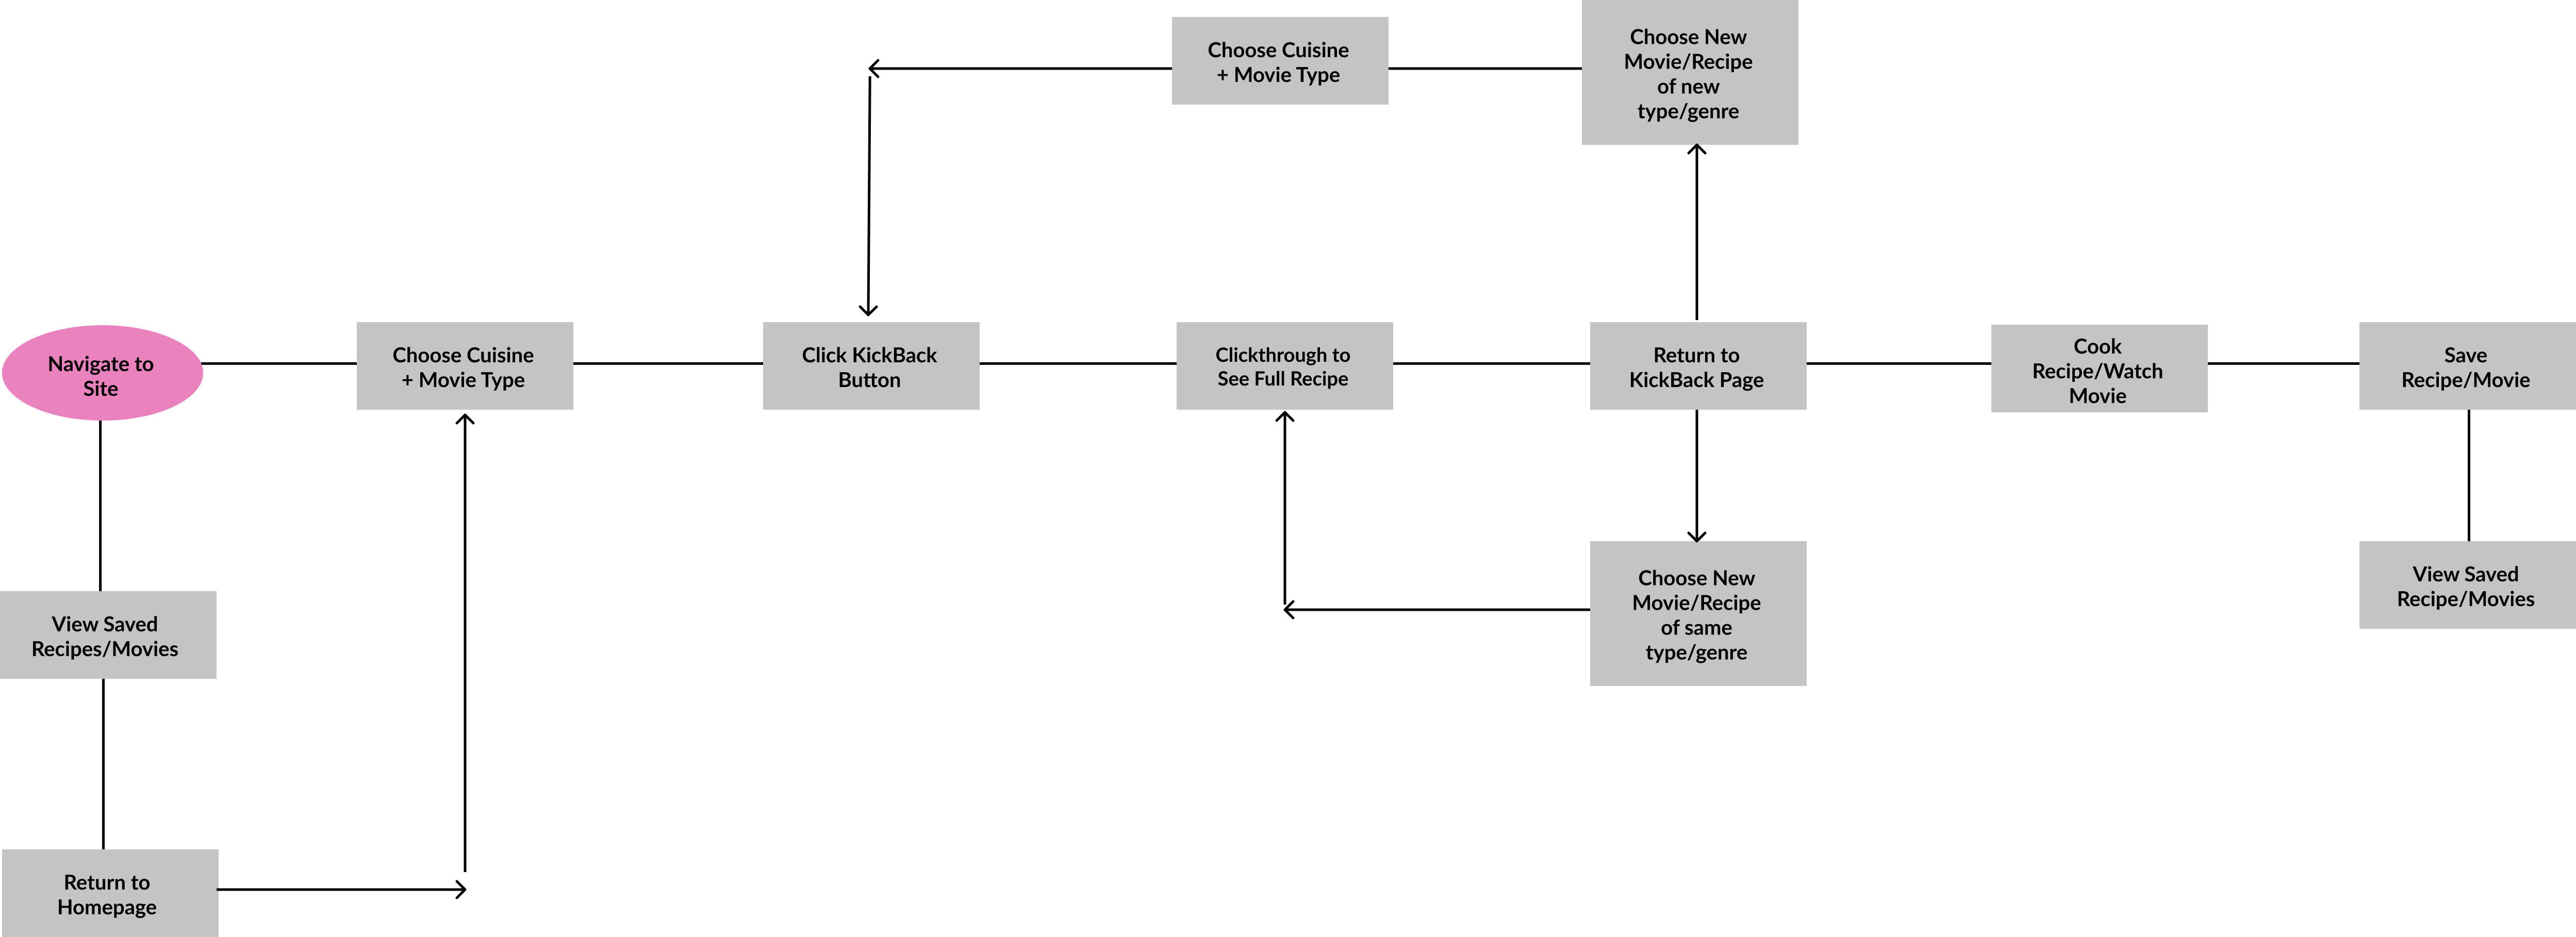 Choose Cuisine
+ Movie Type
Choose New
Movie/Recipe
of new
type/genre
Navigate to
Site
Choose Cuisine
+ Movie Type
Click KickBack
Button
Clickthrough to
See Full Recipe
Return to
KickBack Page
Cook
Recipe/Watch
Movie
Save
Recipe/Movie
View Saved
Recipes/Movies
Choose New
Movie/Recipe
of same
type/genre
View Saved
Recipe/Movies
Return to
Homepage